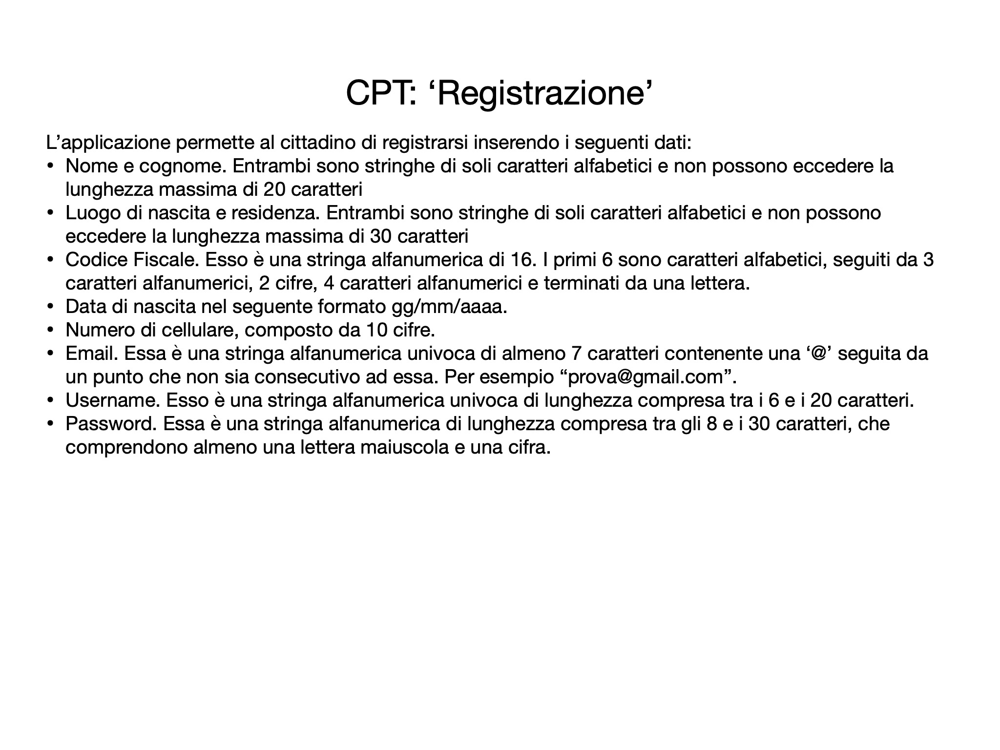 CPT: ‘Registrazione’
L’applicazione permette al cittadino di registrarsi inserendo i seguenti dati:
• Nome e cognome. Entrambi sono stringhe di soli caratteri alfabetici e non possono eccedere la
lunghezza massima di 20 caratteri
• Luogo di nascita e residenza. Entrambi sono stringhe di soli caratteri alfabetici e non possono
eccedere la lunghezza massima di 30 caratteri
• Codice Fiscale. Esso è una stringa alfanumerica di 16. I primi 6 sono caratteri alfabetici, seguiti da 3
caratteri alfanumerici, 2 cifre, 4 caratteri alfanumerici e terminati da una lettera.
• Data di nascita nel seguente formato gg/mm/aaaa.
• Numero di cellulare, composto da 10 cifre.
• Email. Essa è una stringa alfanumerica univoca di almeno 7 caratteri contenente una ‘@’ seguita da
un punto che non sia consecutivo ad essa. Per esempio “prova@gmail.com”.
• Username. Esso è una stringa alfanumerica univoca di lunghezza compresa tra i 6 e i 20 caratteri.
• Password. Essa è una stringa alfanumerica di lunghezza compresa tra gli 8 e i 30 caratteri, che
comprendono almeno una lettera maiuscola e una cifra.